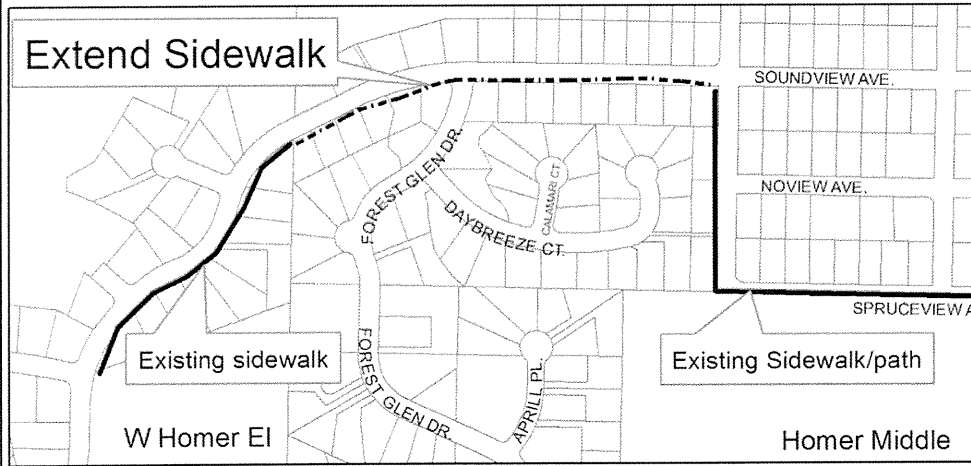 Extend Sidewalk
SOUNDVIEW AVE.
FOREST GLEN DR.
CALAMARI CT
NOVIEW AVE.
DAYBREEZE CT.
SPRUCEVIEW A
Existing sidewalk
Existing Sidewalk/path
FOREST GLEN DR.
APRILL PL.
W Homer El
Homer Middle